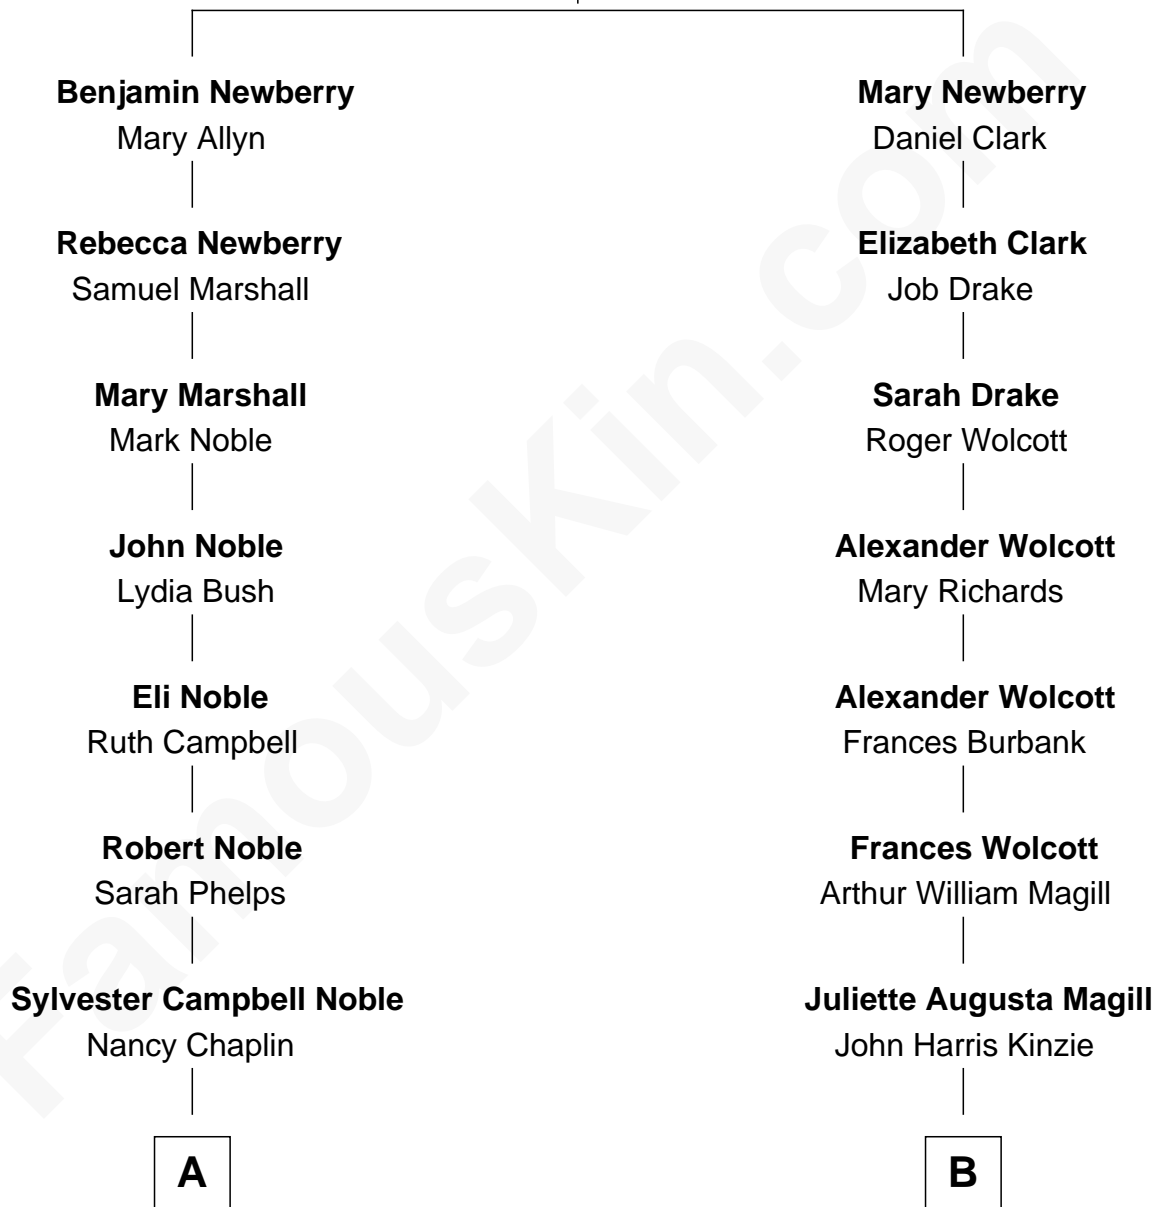 Benjamin Newberry
Mary Allyn
Rebecca Newberry
Samuel Marshall
Mary Marshall
Mark Noble
John Noble
Lydia Bush
Eli Noble
Ruth Campbell
Robert Noble
Sarah Phelps
Sylvester Campbell Noble
Nancy Chaplin
A
Mary Newberry
Daniel Clark
Elizabeth Clark
Job Drake
Sarah Drake
Roger Wolcott
Alexander Wolcott
Mary Richards
Alexander Wolcott
Frances Burbank
Frances Wolcott
Arthur William Magill
Juliette Augusta Magill
John Harris Kinzie
B
FamousKin.com